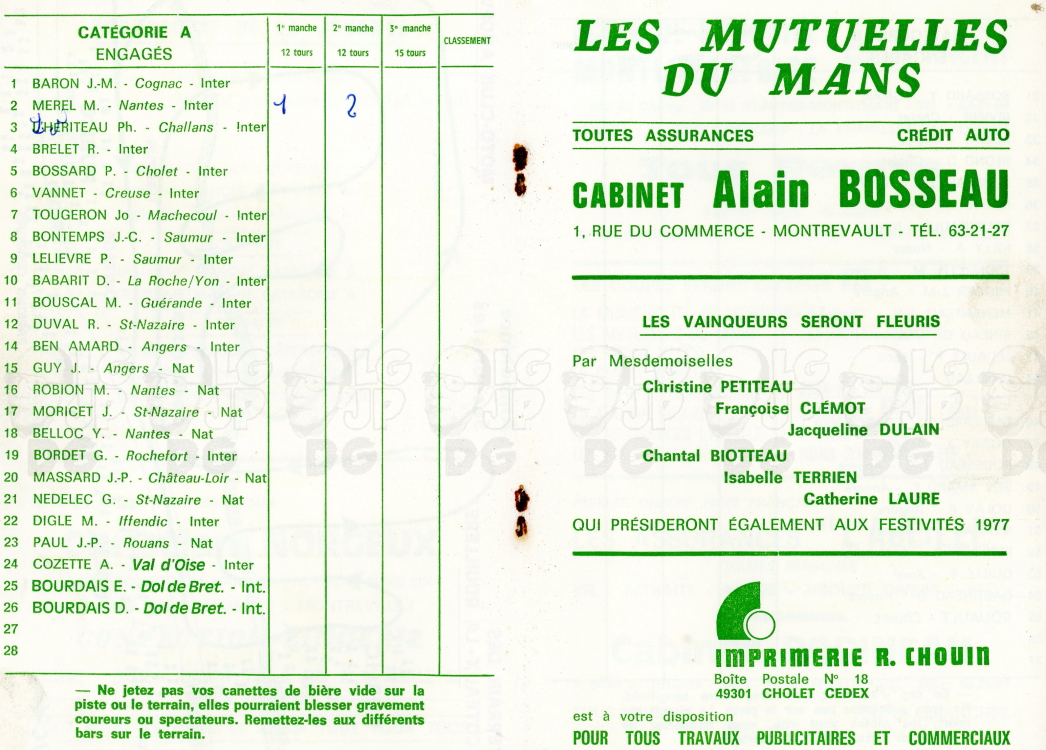 CATÉGORIE A
ENGAGÉS
1re manche
12 tours
2e manche
12 tours
3e manche
15 tours
CLASSEMENT
1 BARON J.-M. - Cognac - Inter
2 MEREL M. - Nantes - Inter 1 2
3 LHÉRITEAU Ph. - Challans - Inter
4 BRELET R. - Inter
5 BOSSARD P. - Cholet - Inter
6 VANNET - Creuse - Inter
7 TOUGERON Jo - Machecoul - Inter
8 BONTEMPS J.-C. - Saumur - Inter
9 LELIEVRE P. - Saumur - Inter
10 BABARIT D. - La Roche/Yon - Inter
11 BOUSCAL M. - Guérande - Inter
12 DUVAL R. - St-Nazaire - Inter
14 BEN AMARD - Angers - Inter
15 GUY J. - Angers - Nat
16 ROBION M. - Nantes - Nat
17 MORICET J. - St-Nazaire - Nat
18 BELLOC Y. - Nantes - Nat
19 BORDET G. - Rochefort - Inter
20 MASSARD J.-P. - Château-Loir - Nat
21 NEDELEC G. - St-Nazaire - Nat
22 DIGLE M. - Iffendic - Inter
23 PAUL J.-P. - Rouans - Nat
24 COZETTE A. - Val d'Oise - Inter
25 BOURDAIS E. - Dol de Bret. - Int.
26 BOURDAIS D. - Dol de Bret. - Int.
27
28
— Ne jetez pas vos canettes de bière vide sur la
piste ou le terrain, elles pourraient blesser gravement
coureurs ou spectateurs. Remettez-les aux différents
bars sur le terrain.
LES MUTUELLES
DU MANS
TOUTES ASSURANCES CRÉDIT AUTO
CABINET Alain BOSSEAU
1, RUE DU COMMERCE - MONTREVAULT - TÉL. 63-21-27
LES VAINQUEURS SERONT FLEURIS
Par Mesdemoiselles
Christine PETITEAU
Françoise CLÉMOT
Jacqueline DULAIN
Chantal BIOTTEAU
Isabelle TERRIEN
Catherine LAURE
QUI PRÉSIDERONT ÉGALEMENT AUX FESTIVITÉS 1977
IMPRIMERIE R. CHOUIN
Boîte Postale N° 18
49301 CHOLET CEDEX
est à votre disposition
POUR TOUS TRAVAUX PUBLICITAIRES ET COMMERCIAUX
LG
JP
DG